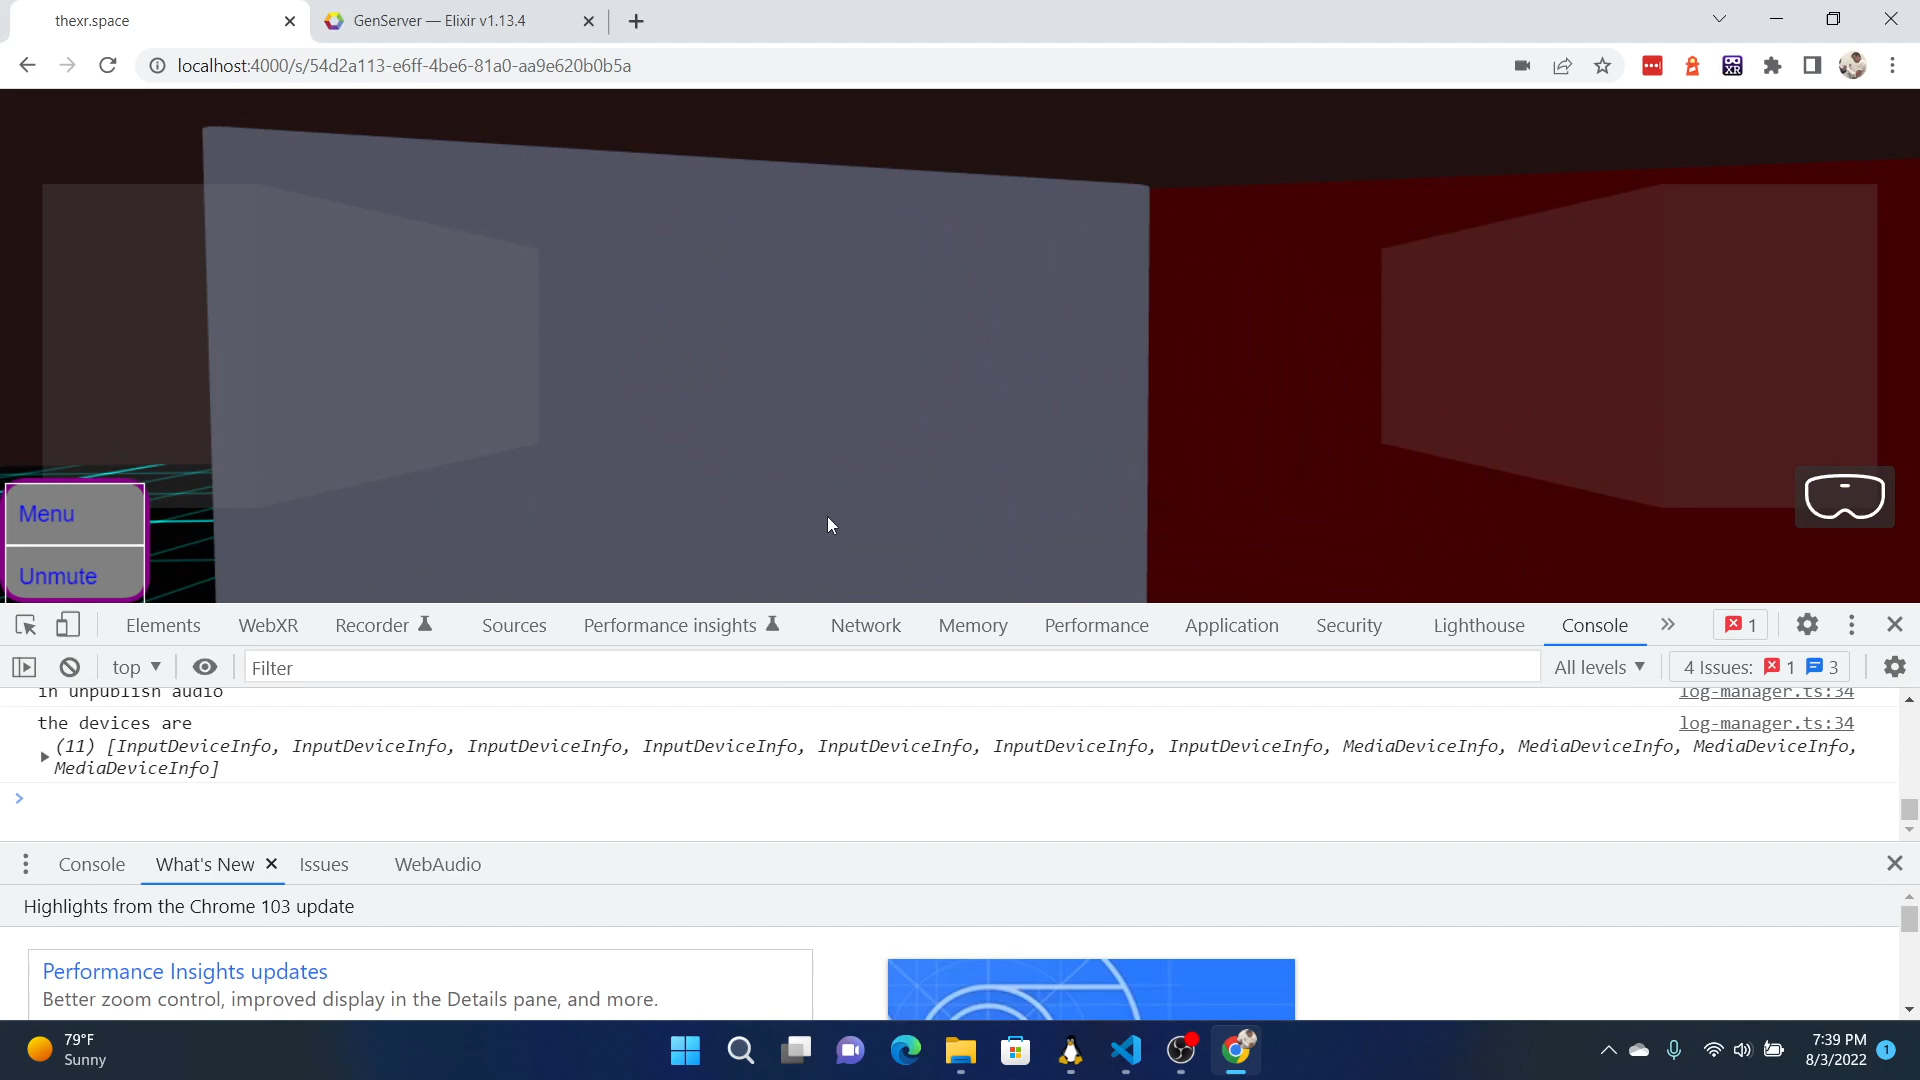 thexr.space
GenServer — Elixir v1.13.4
localhost:4000/s/54d2a113-e6ff-4be6-81a0-aa9e620b0b5a
XR
Menu
Unmute
Elements
WebXR
Recorder
Sources
Performance insights
Network
Memory
Performance
Application
Security
Lighthouse
Console
1
top
Filter
All levels
4 Issues: 1 3
in unpublish audio
log-manager.ts:34
the devices are
log-manager.ts:34
(11) [InputDeviceInfo, InputDeviceInfo, InputDeviceInfo, InputDeviceInfo, InputDeviceInfo, InputDeviceInfo, InputDeviceInfo, MediaDeviceInfo, MediaDeviceInfo, MediaDeviceInfo,
MediaDeviceInfo]
Console
What's New
Issues
WebAudio
Highlights from the Chrome 103 update
Performance Insights updates
Better zoom control, improved display in the Details pane, and more.
79°F
Sunny
7:39 PM
8/3/2022
1